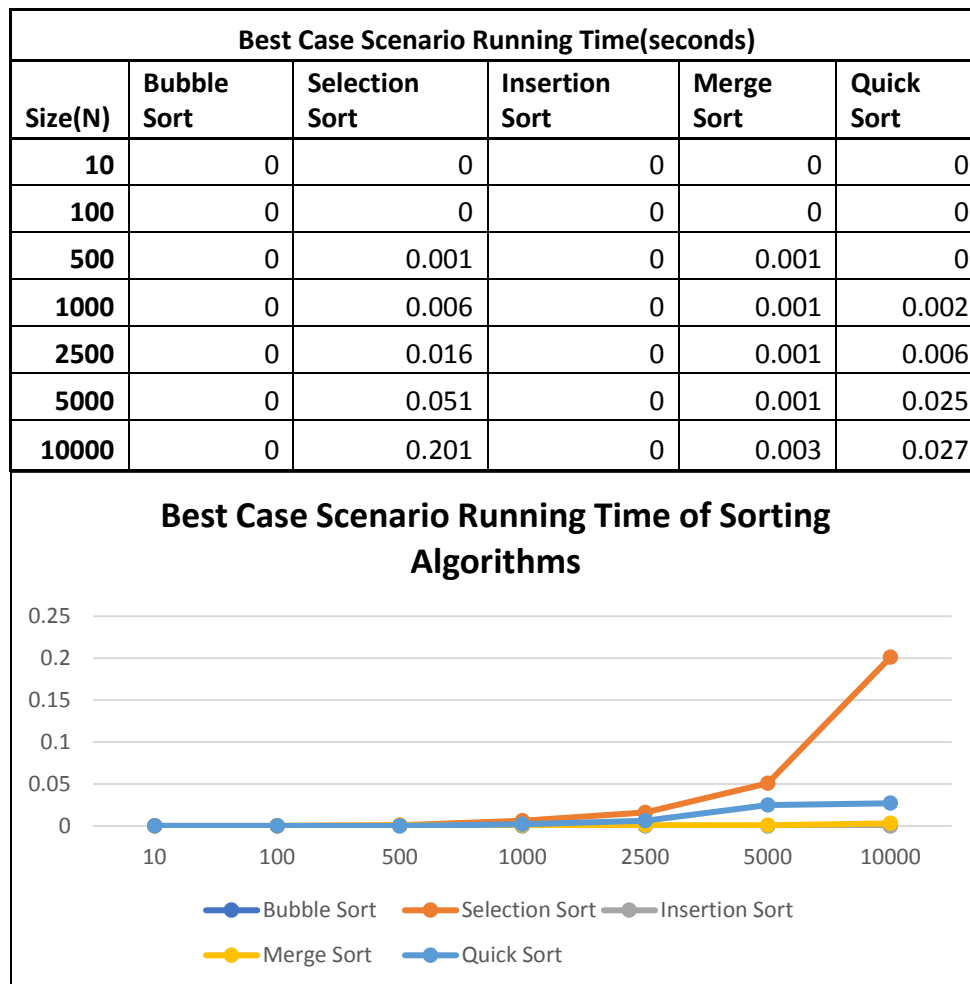 Best Case Scenario Running Time(seconds)
Size(N) Bubble Sort Selection Sort Insertion Sort Merge Sort Quick Sort
10 0 0 0 0 0
100 0 0 0 0 0
500 0 0.001 0 0.001 0
1000 0 0.006 0 0.001 0.002
2500 0 0.016 0 0.001 0.006
5000 0 0.051 0 0.001 0.025
10000 0 0.201 0 0.003 0.027
Best Case Scenario Running Time of Sorting
Algorithms
0.25
0.2
0.15
0.1
0.05
0
10 100 500 1000 2500 5000 10000
Bubble Sort Selection Sort Insertion Sort
Merge Sort Quick Sort